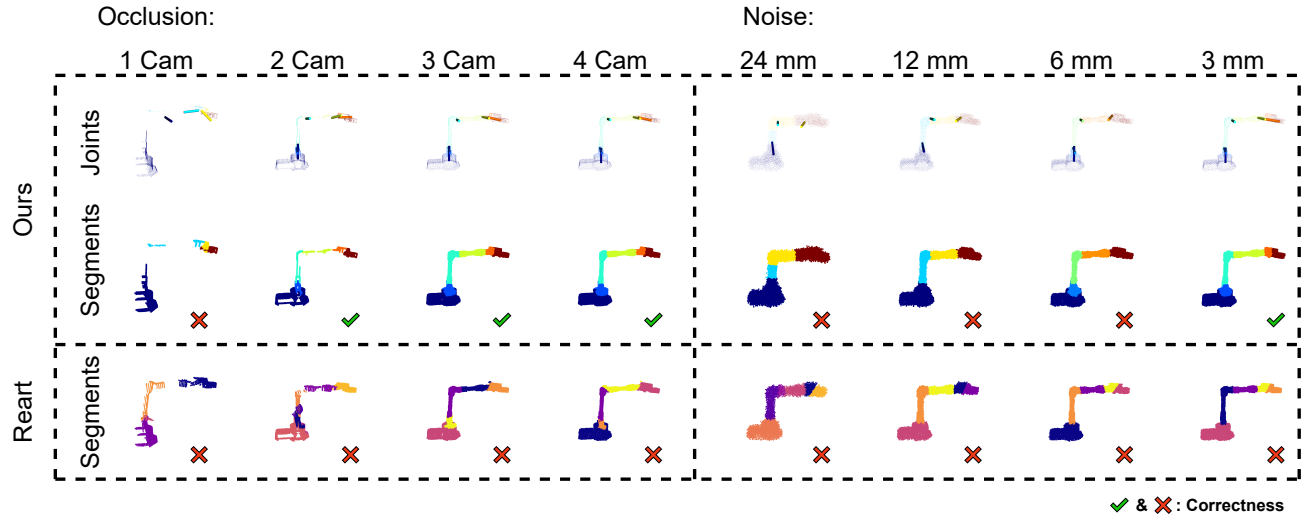 Occlusion: Noise:
1 Cam 2 Cam 3 Cam 4 Cam 24 mm 12 mm 6 mm 3 mm
Ours
Joints
Segments
Reart
Segments
& : Correctness